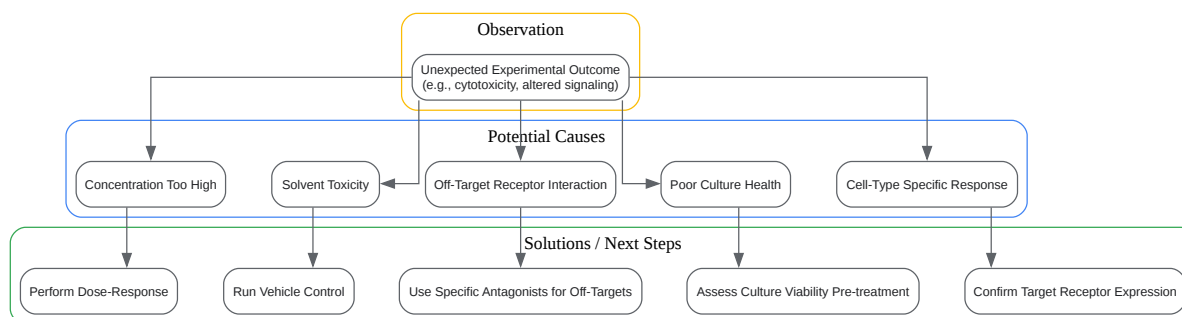 Observation
Unexpected Experimental Outcome
(e.g., cytotoxicity, altered signaling)
Potential Causes
Concentration Too High
Solvent Toxicity
Off-Target Receptor Interaction
Poor Culture Health
Cell-Type Specific Response
Solutions / Next Steps
Perform Dose-Response
Run Vehicle Control
Use Specific Antagonists for Off-Targets
Assess Culture Viability Pre-treatment
Confirm Target Receptor Expression